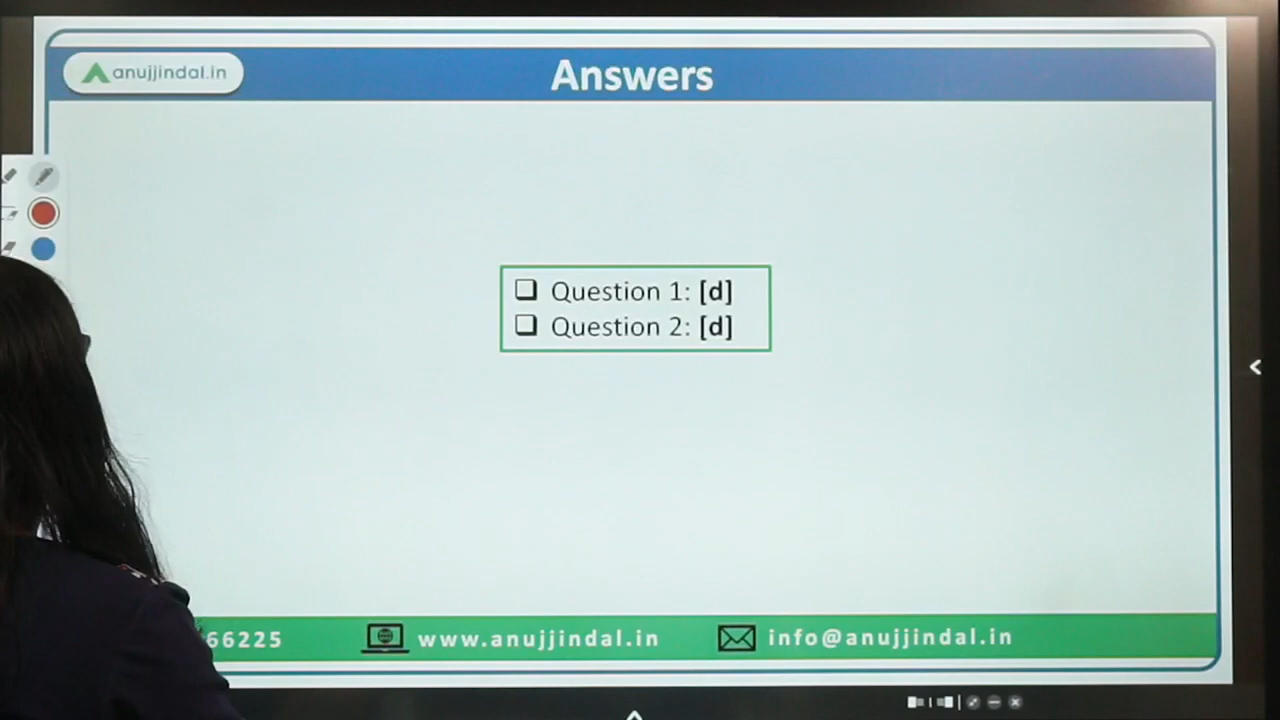 anujjindal.in
Answers
Question 1: [d]
Question 2: [d]
66225
www.anujjindal.in
info@anujjindal.in